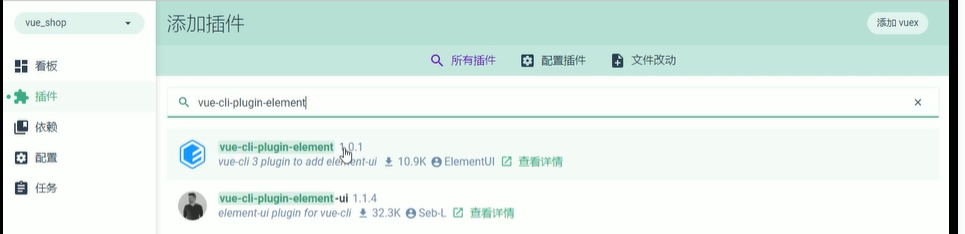 vue_shop
添加插件
添加 vuex
看板
插件
依赖
配置
任务
所有插件
配置插件
文件改动
vue-cli-plugin-element
vue-cli-plugin-element 1.0.1
vue-cli 3 plugin to add element-ui 10.9K ElementUI 查看详情
vue-cli-plugin-element-ui 1.1.4
element-ui plugin for vue-cli 32.3K Seb-L 查看详情